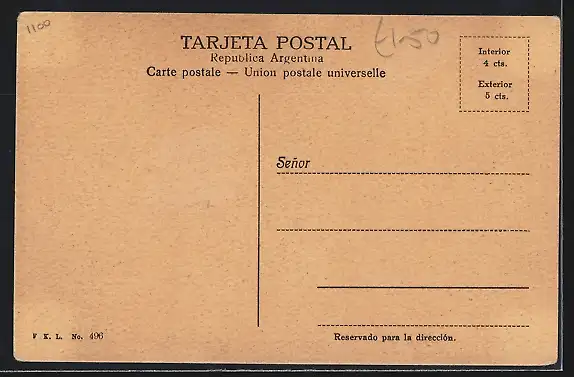 1100
£1-50
TARJETA POSTAL
Republica Argentina
Carte postale — Union postale universelle
Interior
4 cts.
Exterior
5 cts.
Señor
F. K. L. No. 496
Reservado para la dirección.